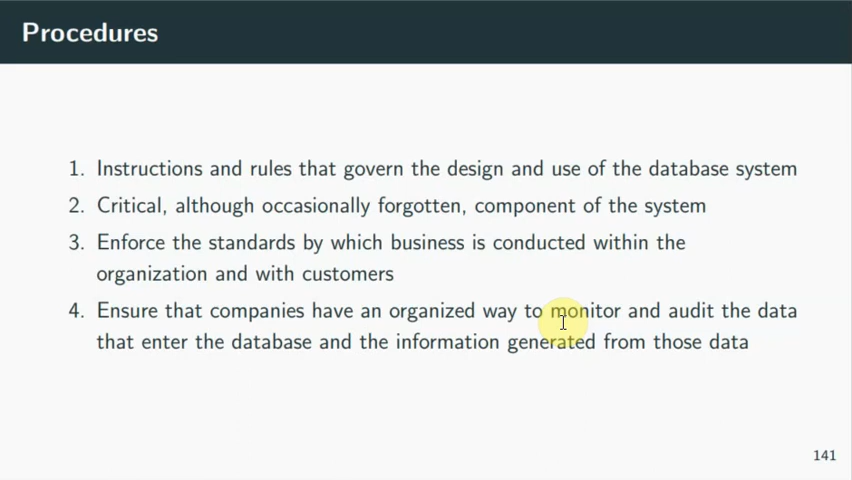 Procedures
1. Instructions and rules that govern the design and use of the database system
2. Critical, although occasionally forgotten, component of the system
3. Enforce the standards by which business is conducted within the
organization and with customers
4. Ensure that companies have an organized way to monitor and audit the data
that enter the database and the information generated from those data
141